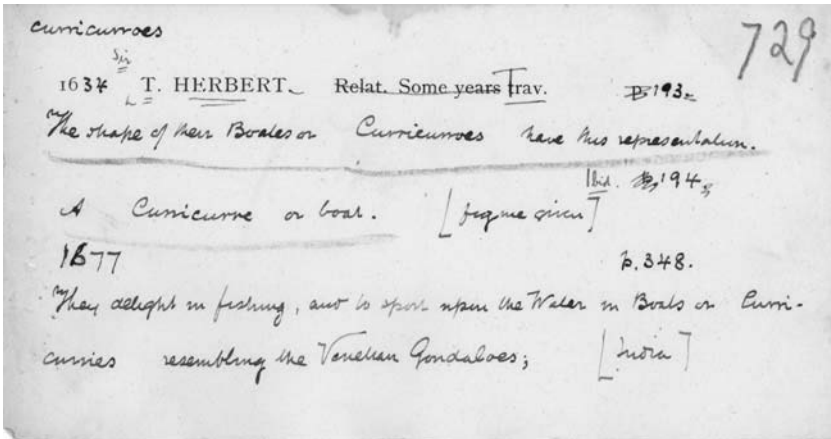 curricurroes
729
Sir
1634 T. HERBERT. Relat. Some years Trav. p. 193.
The shape of their Boates or Curricurroes have this representation.
Ibid. p. 194.
A Curricurre or boat. [figure given]
1677 p. 348.
They delight in fishing, and to sport upon the Water in Boats or Curri-
curries resembling the Venetian Gondaloes; [India]